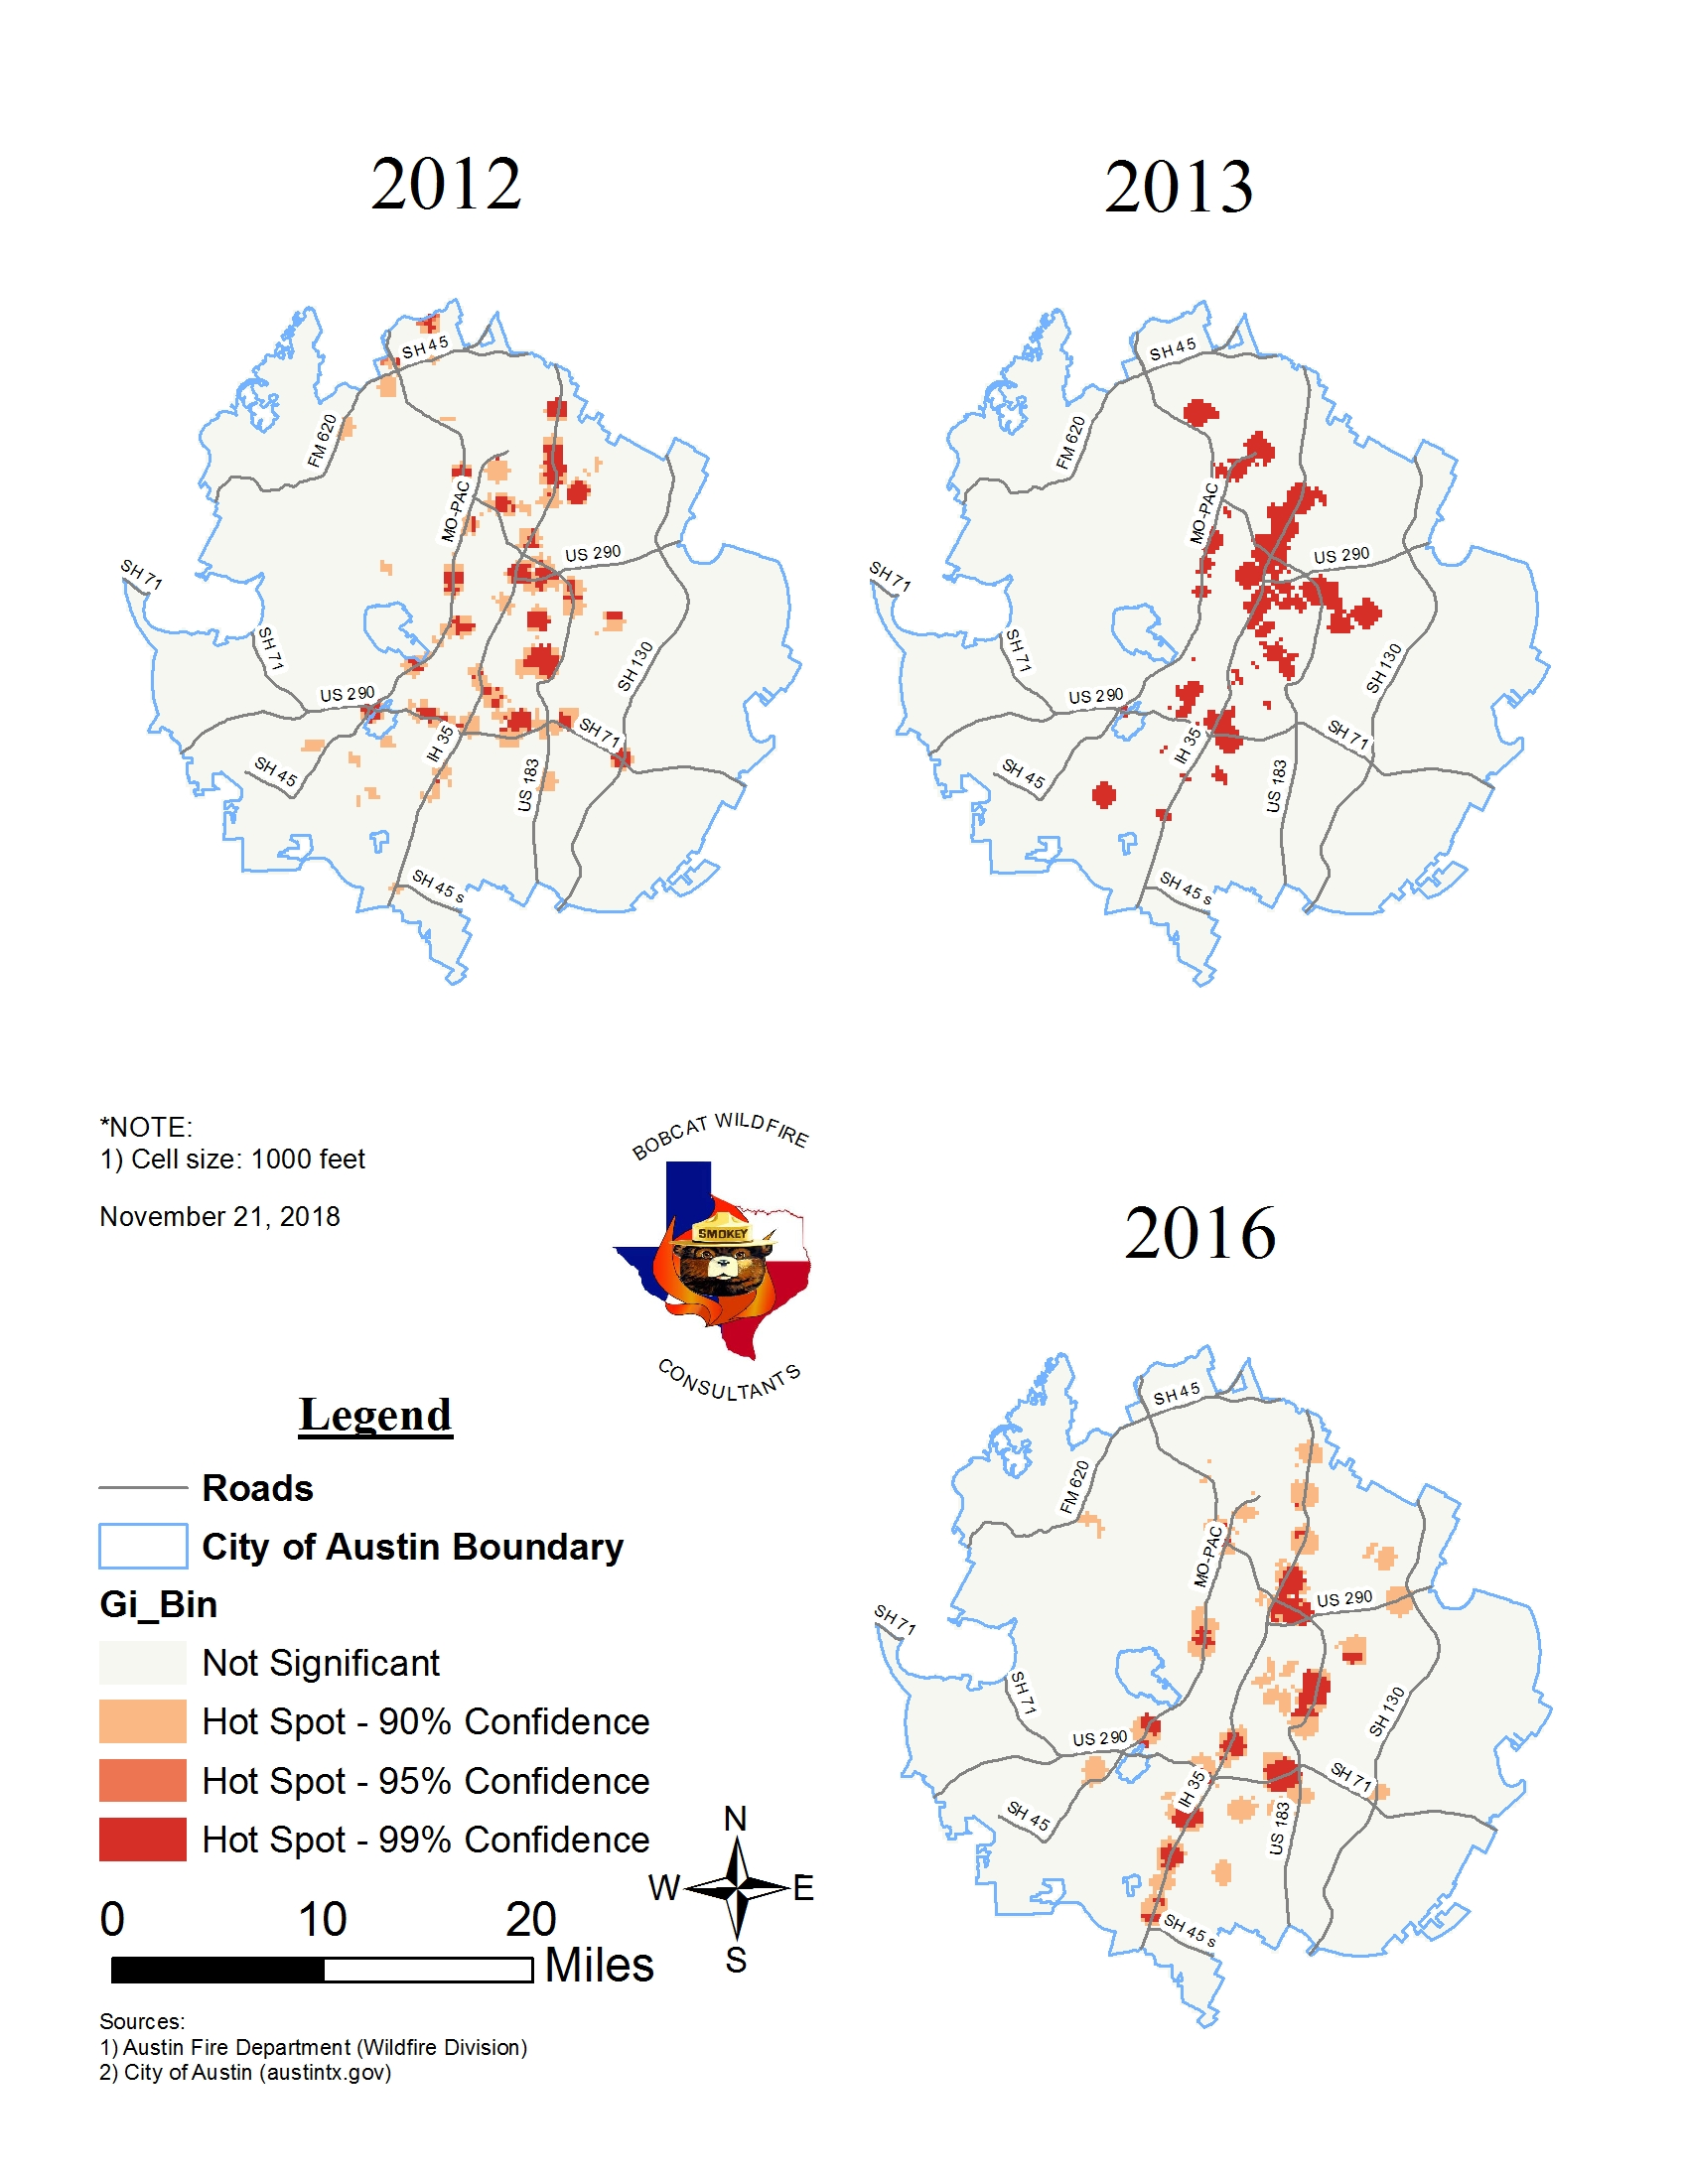 2012
2013
SH 45
FM 620
MO-PAC
US 290
SH 71
SH 71
US 290
SH 130
SH 45
IH 35
SH 71
US 183
SH 45 s
SH 45
FM 620
MO-PAC
US 290
SH 71
SH 71
US 290
SH 130
SH 45
IH 35
SH 71
US 183
SH 45 s
*NOTE:
1) Cell size: 1000 feet
November 21, 2018
BOBCAT WILDFIRE
SMOKEY
CONSULTANTS
2016
SH 45
FM 620
MO-PAC
US 290
SH 71
SH 71
US 290
SH 130
SH 45
IH 35
SH 71
US 183
SH 45 s
Legend
Roads
City of Austin Boundary
Gi_Bin
Not Significant
Hot Spot - 90% Confidence
Hot Spot - 95% Confidence
Hot Spot - 99% Confidence
N
W E
S
0 10 20
Miles
Sources:
1) Austin Fire Department (Wildfire Division)
2) City of Austin (austintx.gov)